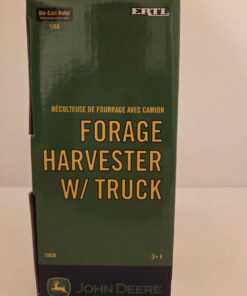 Die-Cast Metal
1/64
ERTL
RÉCOLTEUSE DE FOURRAGE AVEC CAMION
FORAGE
HARVESTER
W/ TRUCK
3+
JOHN DEERE